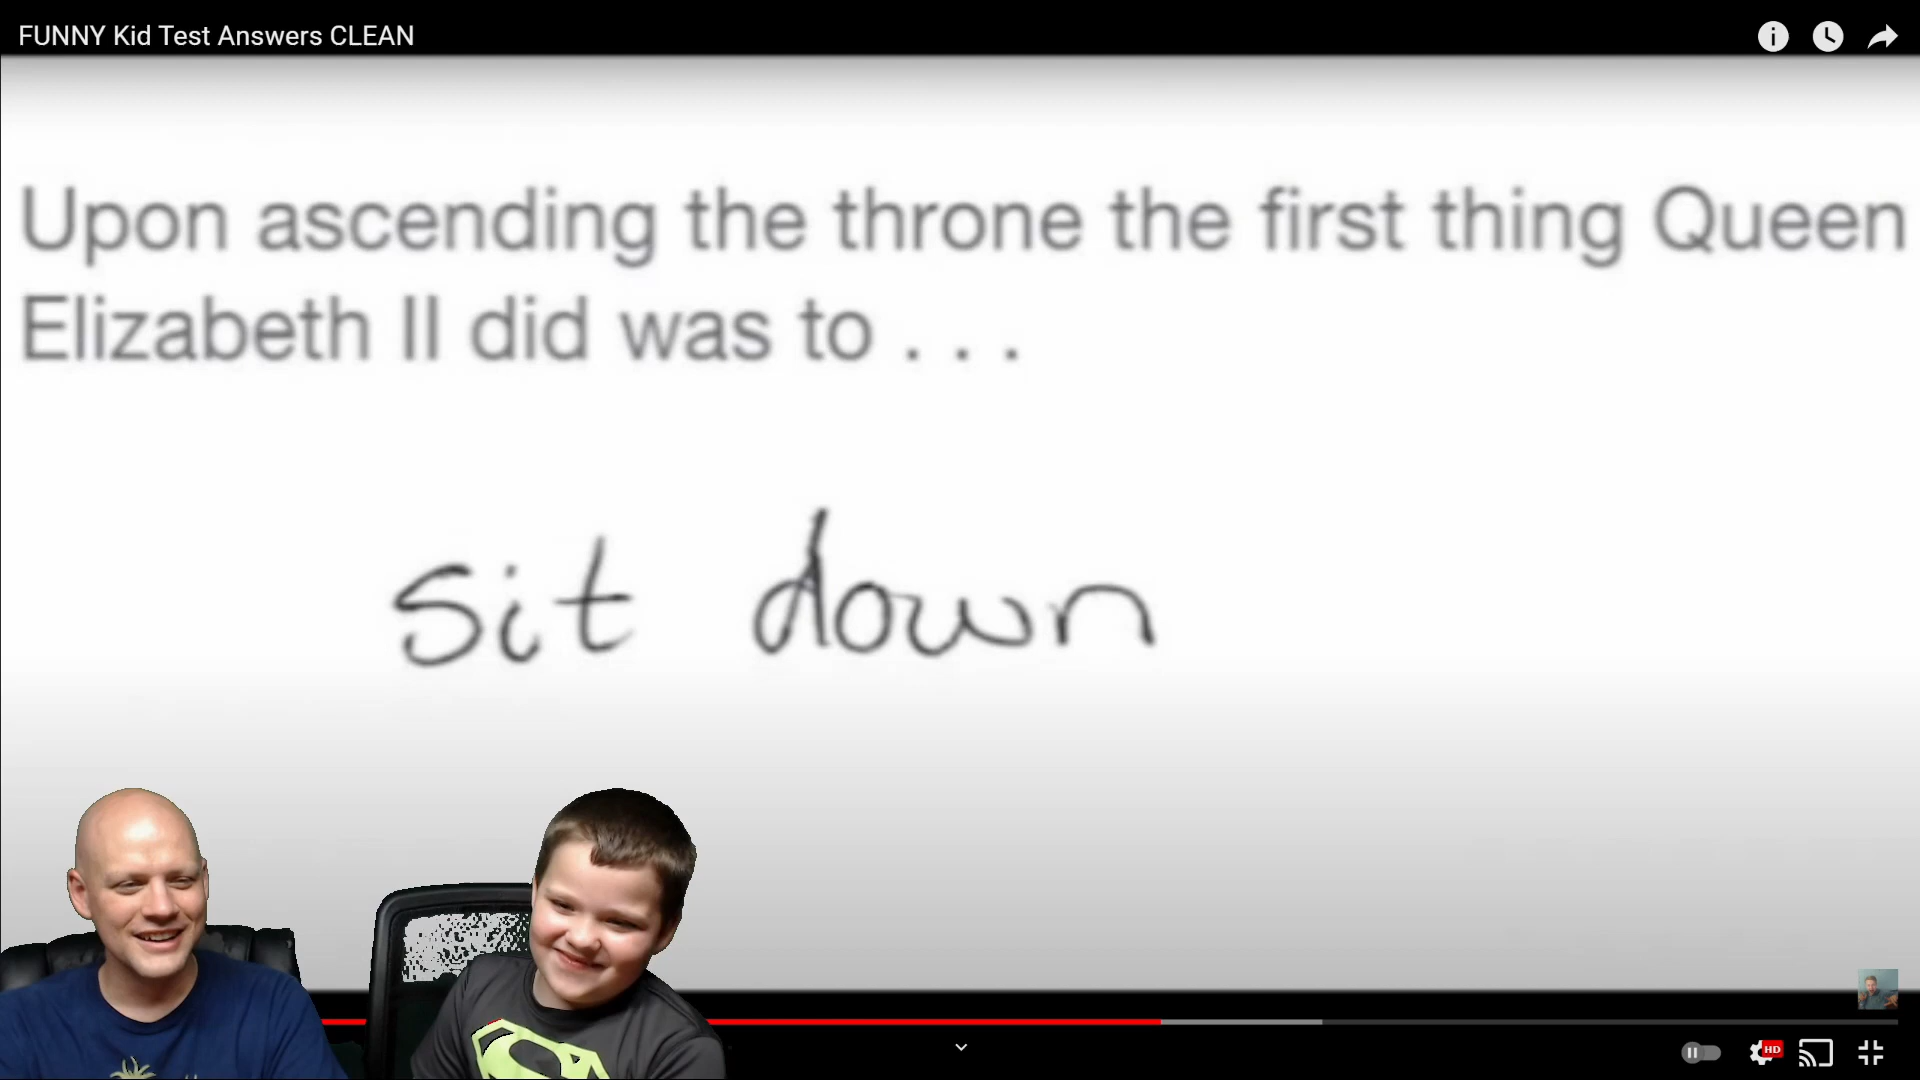 FUNNY Kid Test Answers CLEAN
Upon ascending the throne the first thing Queen
Elizabeth II did was to . . .
sit down
HD